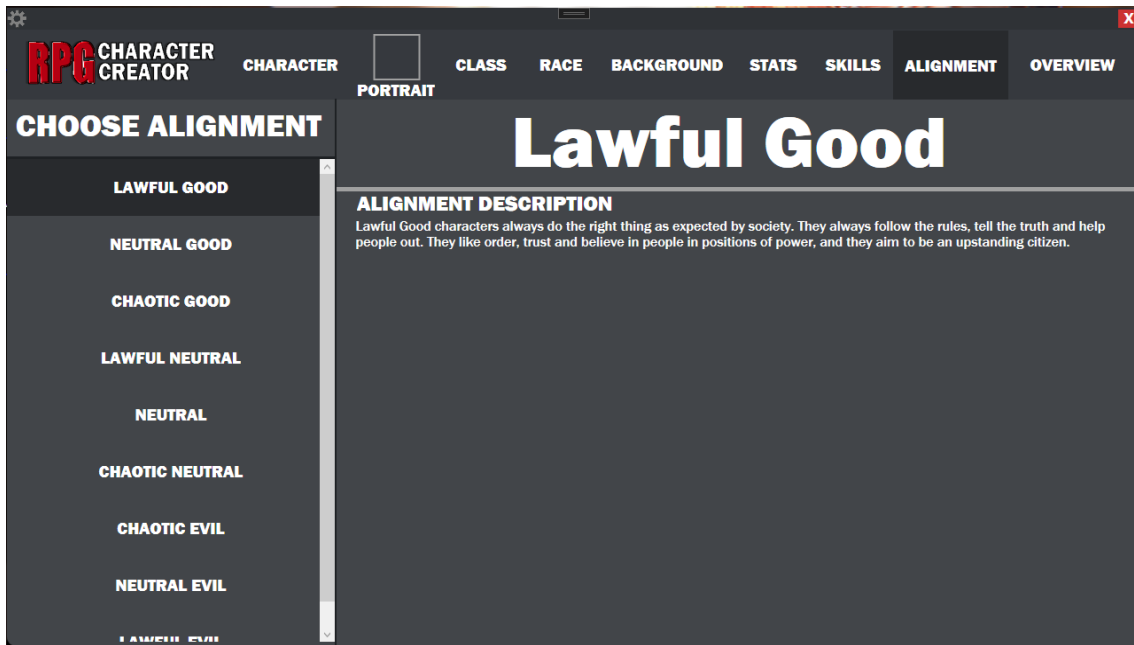 X
RPG CHARACTER
CREATOR
CHARACTER
PORTRAIT
CLASS
RACE
BACKGROUND
STATS
SKILLS
ALIGNMENT
OVERVIEW
CHOOSE ALIGNMENT
LAWFUL GOOD
NEUTRAL GOOD
CHAOTIC GOOD
LAWFUL NEUTRAL
NEUTRAL
CHAOTIC NEUTRAL
CHAOTIC EVIL
NEUTRAL EVIL
LAWFUL EVIL
Lawful Good
ALIGNMENT DESCRIPTION
Lawful Good characters always do the right thing as expected by society. They always follow the rules, tell the truth and help
people out. They like order, trust and believe in people in positions of power, and they aim to be an upstanding citizen.